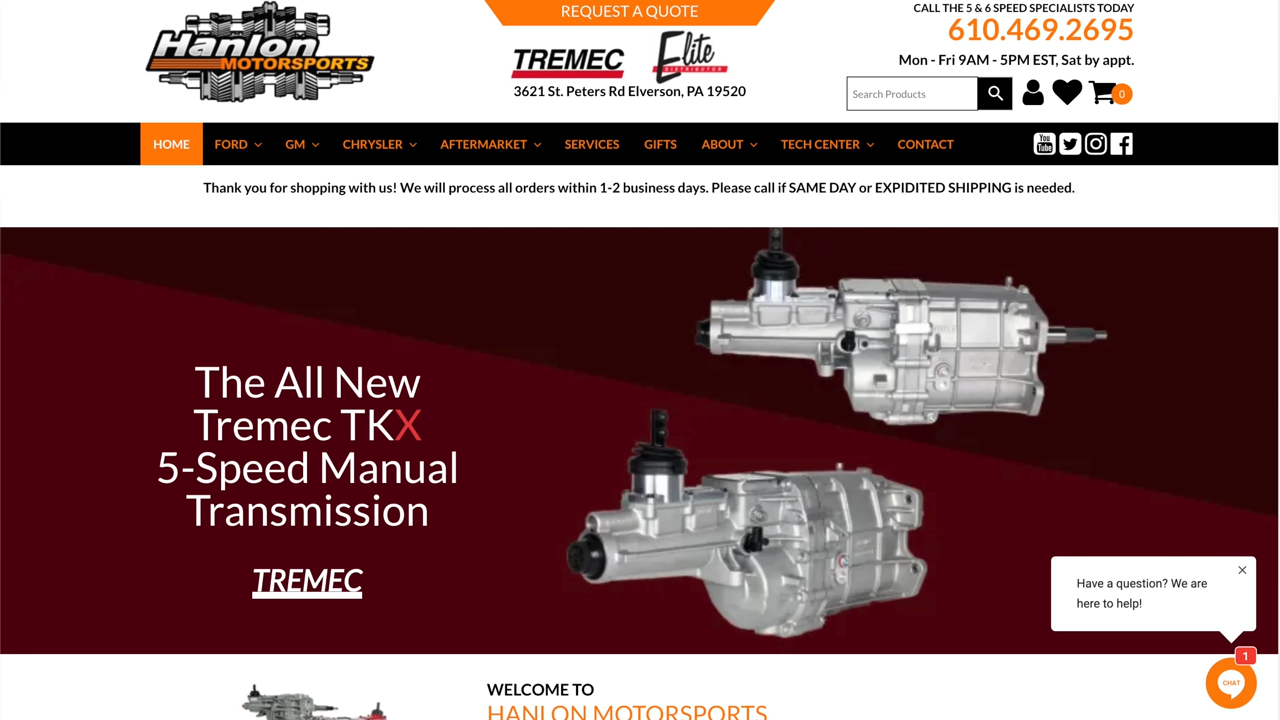 Hanlon
MOTORSPORTS
REQUEST A QUOTE
TREMEC
Elite
DISTRIBUTOR
3621 St. Peters Rd Elverson, PA 19520
CALL THE 5 & 6 SPEED SPECIALISTS TODAY
610.469.2695
Mon - Fri 9AM - 5PM EST, Sat by appt.
Search Products
0
HOME FORD GM CHRYSLER AFTERMARKET SERVICES GIFTS ABOUT TECH CENTER CONTACT
You
Tube
Thank you for shopping with us! We will process all orders within 1-2 business days. Please call if SAME DAY or EXPIDITED SHIPPING is needed.
The All New
Tremec TKX
5-Speed Manual
Transmission
TREMEC
Have a question? We are
here to help!
1
CHAT
WELCOME TO
HANLON MOTORSPORTS